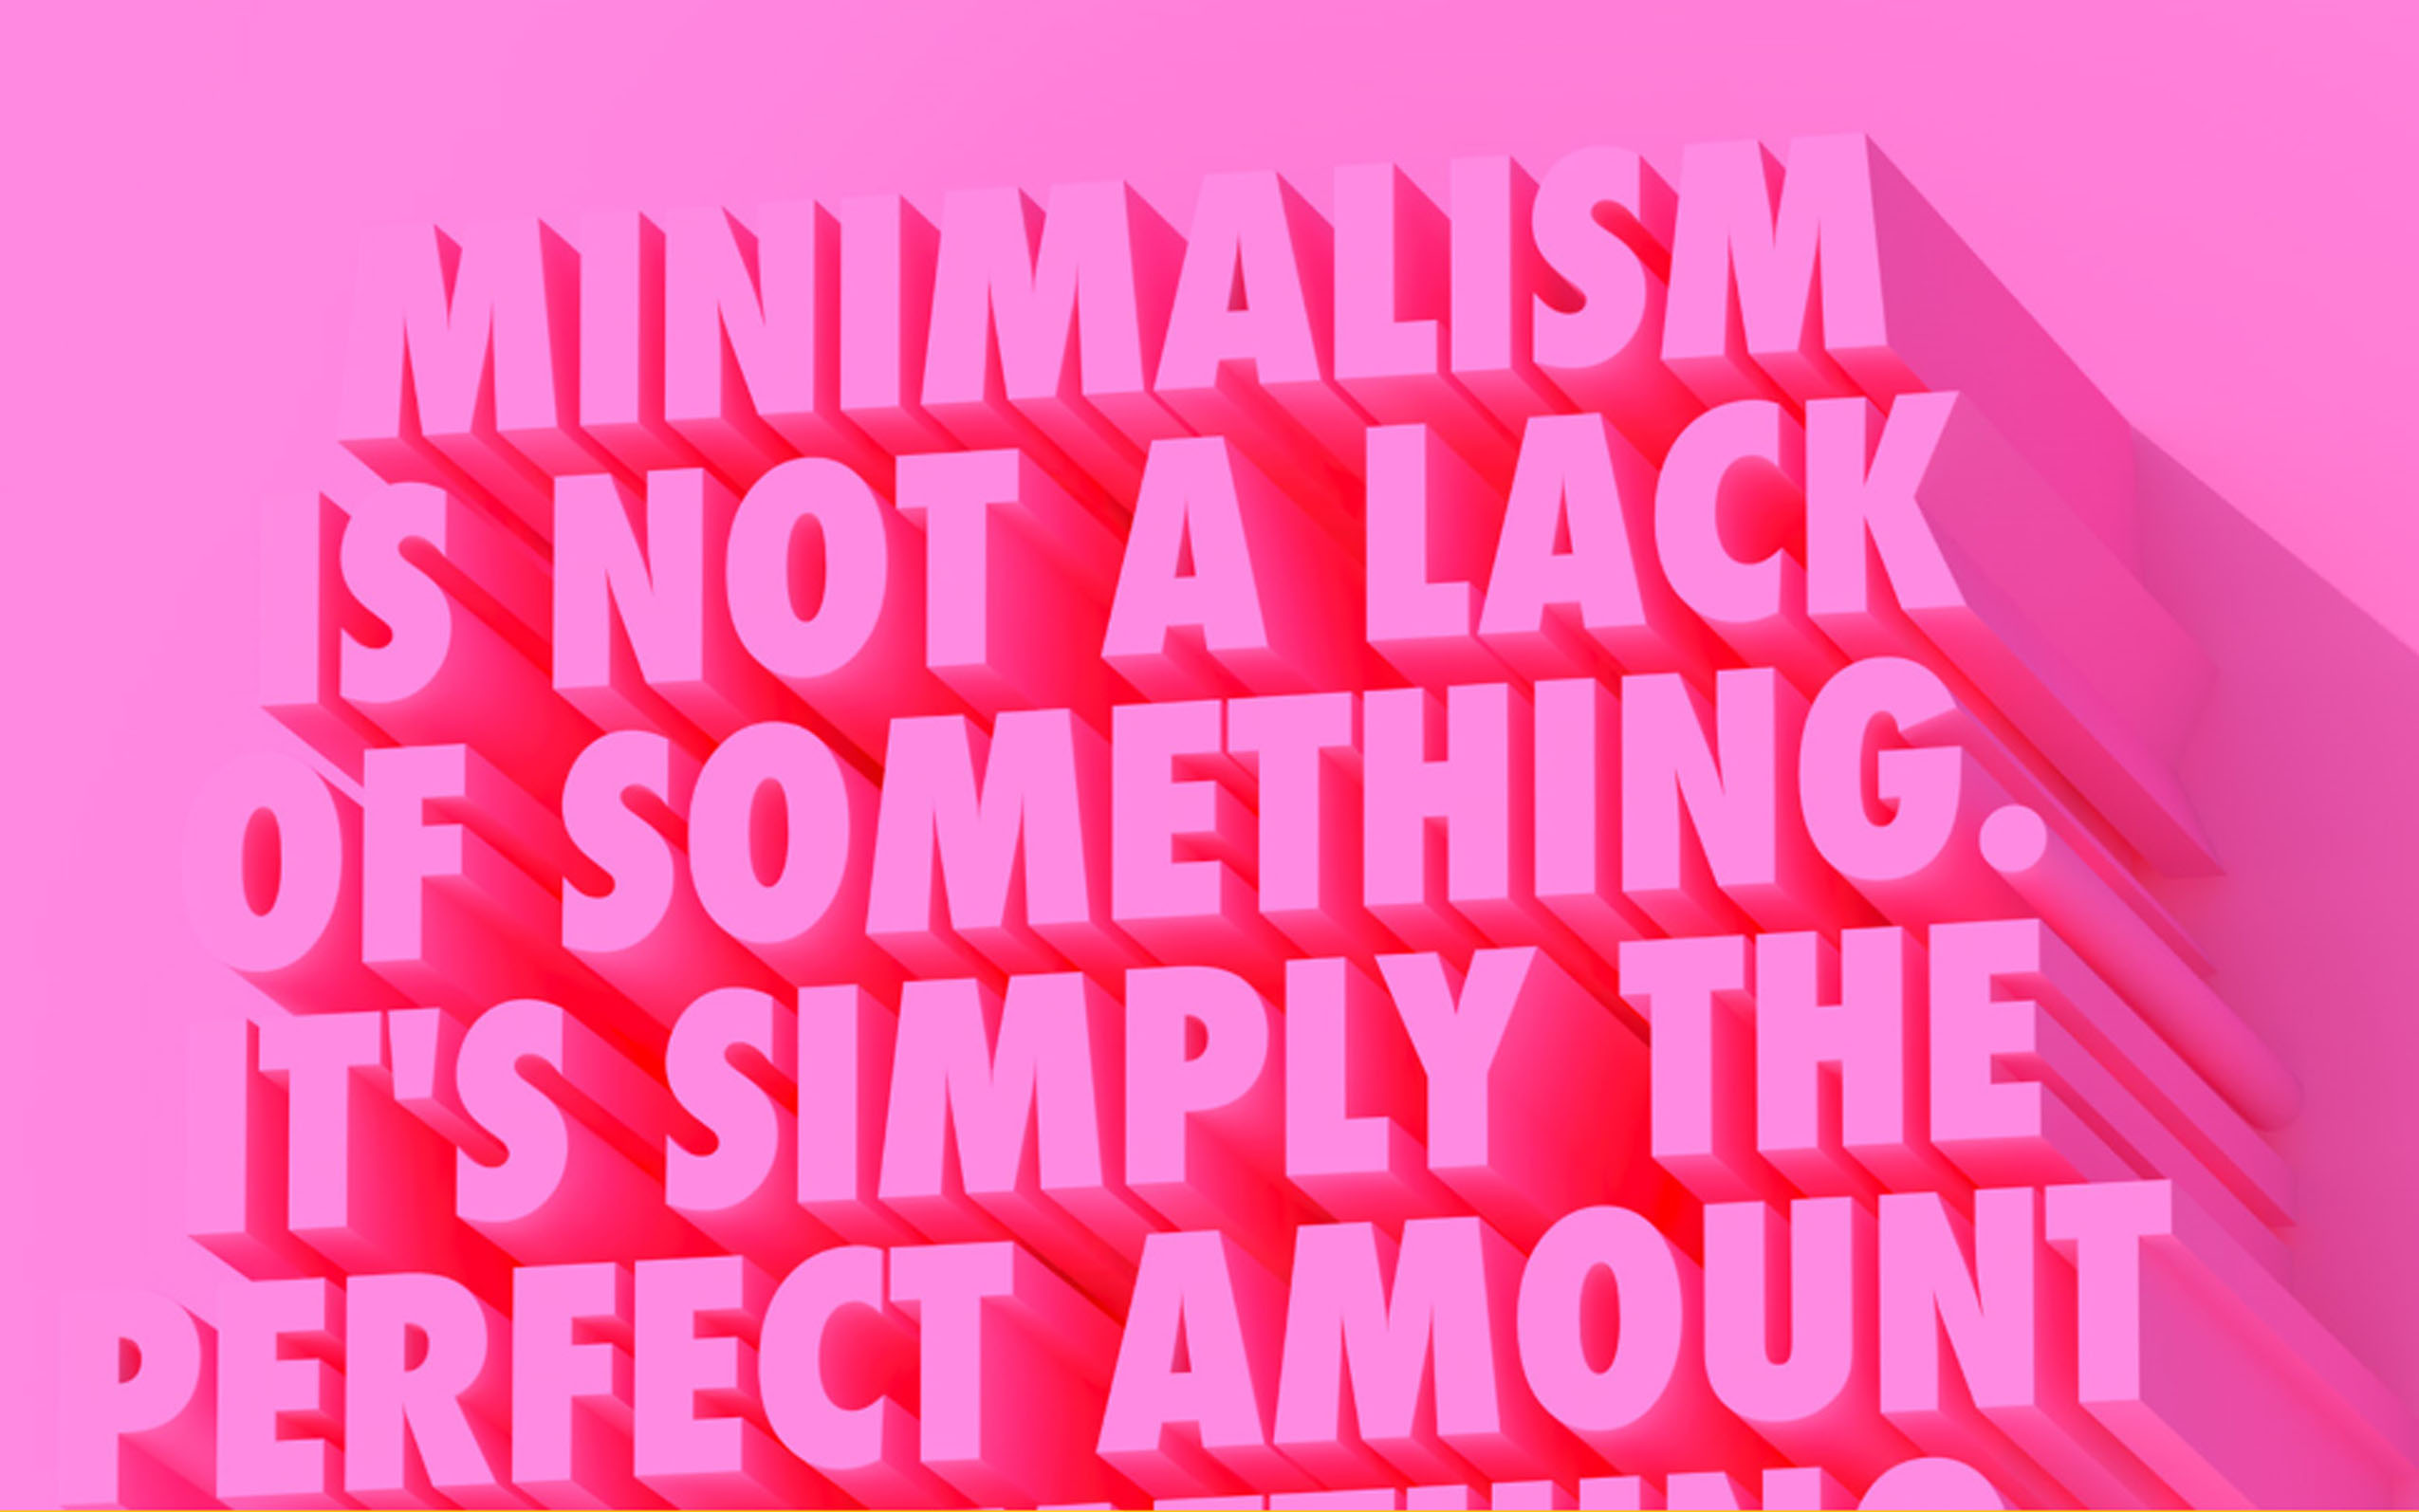 MINIMALISM
IS NOT A LACK
OF SOMETHING.
IT'S SIMPLY THE
PERFECT AMOUNT